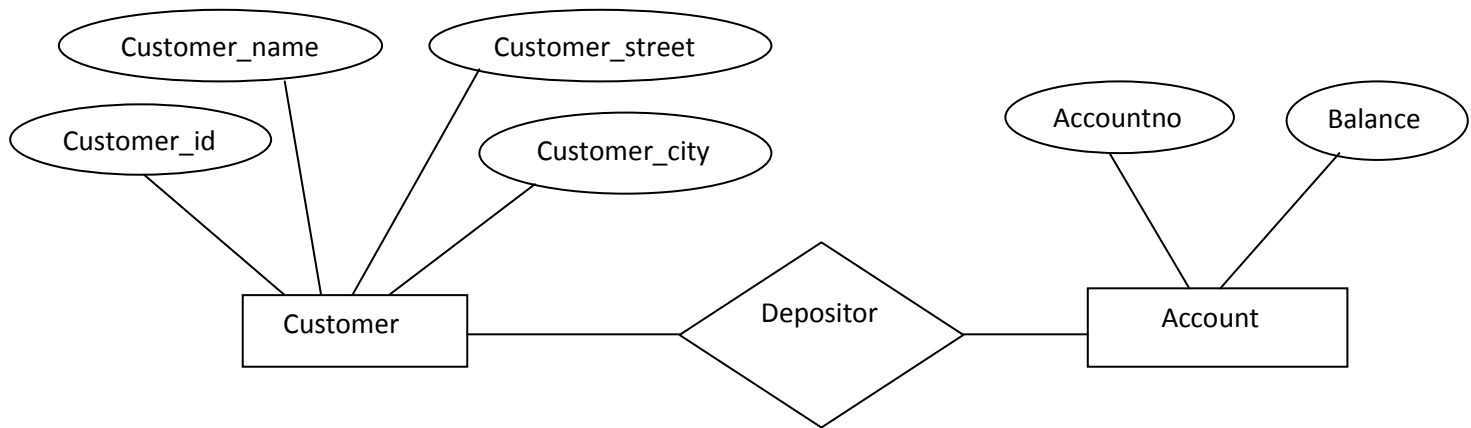 Customer_name
Customer_street
Customer_id
Customer_city
Accountno
Balance
Customer
Depositor
Account